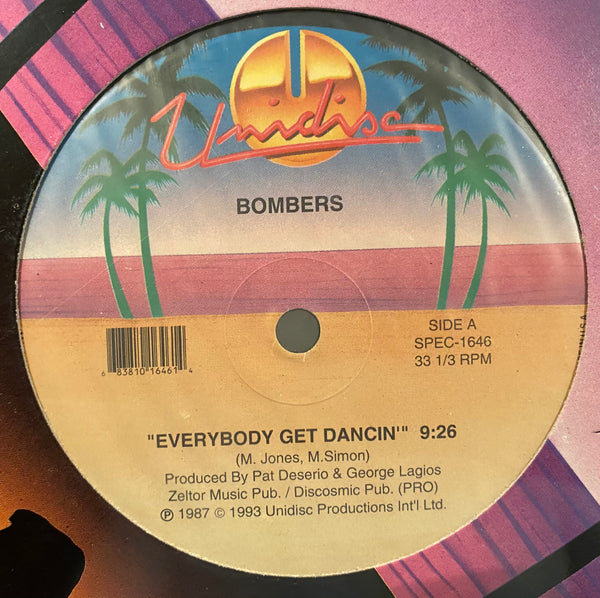 Unidisc
BOMBERS
SIDE A
SPEC-1646
33 1/3 RPM
6 83810 16461 4
"EVERYBODY GET DANCIN'" 9:26
(M. Jones, M.Simon)
Produced By Pat Deserio & George Lagios
Zeltor Music Pub. / Discosmic Pub. (PRO)
℗ 1987 © 1993 Unidisc Productions Int'l Ltd.
USA